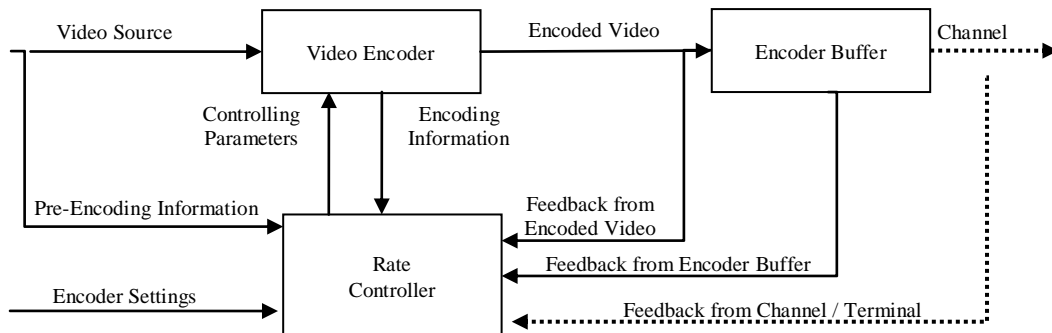 Video Source
Video Encoder
Encoded Video
Encoder Buffer
Channel
Controlling
Parameters
Encoding
Information
Pre-Encoding Information
Feedback from
Encoded Video
Rate
Controller
Feedback from Encoder Buffer
Encoder Settings
Feedback from Channel / Terminal